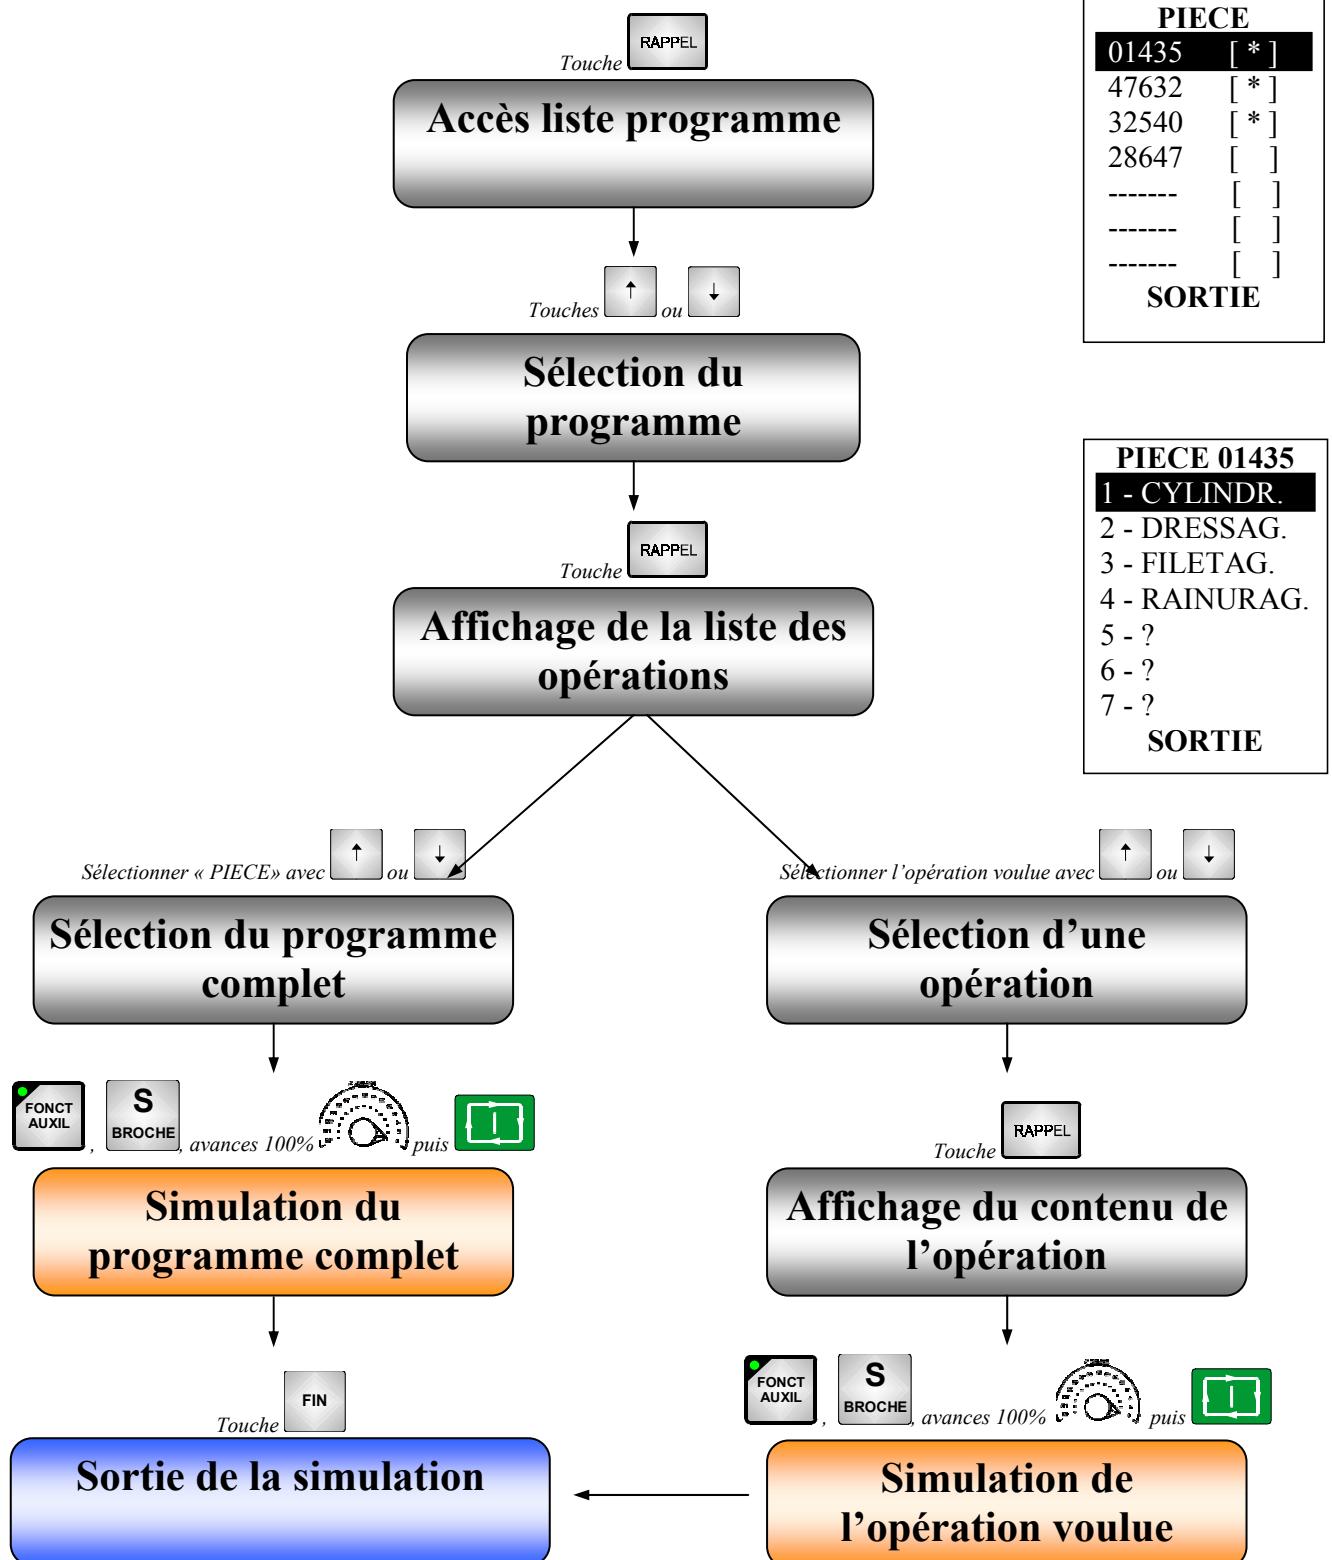 Touche RAPPEL
Accès liste programme
Touches ↑ ou ↓
Sélection du
programme
Touche RAPPEL
Affichage de la liste des
opérations
PIECE
01435 [ * ]
47632 [ * ]
32540 [ * ]
28647 [ ]
------- [ ]
------- [ ]
------- [ ]
SORTIE
PIECE 01435
1 - CYLINDR.
2 - DRESSAG.
3 - FILETAG.
4 - RAINURAG.
5 - ?
6 - ?
7 - ?
SORTIE
Sélectionner « PIECE» avec ↑ ou ↓
Sélection du programme
complet
FONCT
AUXIL
,
S
BROCHE
, avances 100% puis
Simulation du
programme complet
Touche FIN
Sortie de la simulation
Sélectionner l’opération voulue avec ↑ ou ↓
Sélection d’une
opération
Touche RAPPEL
Affichage du contenu de
l’opération
FONCT
AUXIL
,
S
BROCHE
, avances 100% puis
Simulation de
l’opération voulue